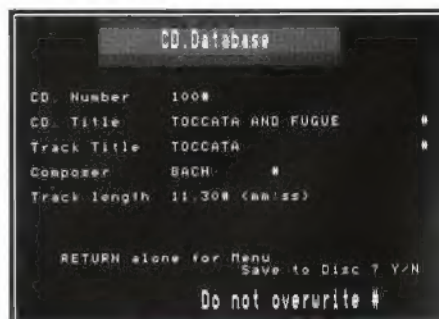 CD.Database
CD. Number 100#
CD. Title TOCCATA AND FUGUE #
Track Title TOCCATA #
Composer BACH #
Track length 11.30# (mm:ss)
RETURN alone for Menu
Save to Disc ? Y/N
Do not overwrite #